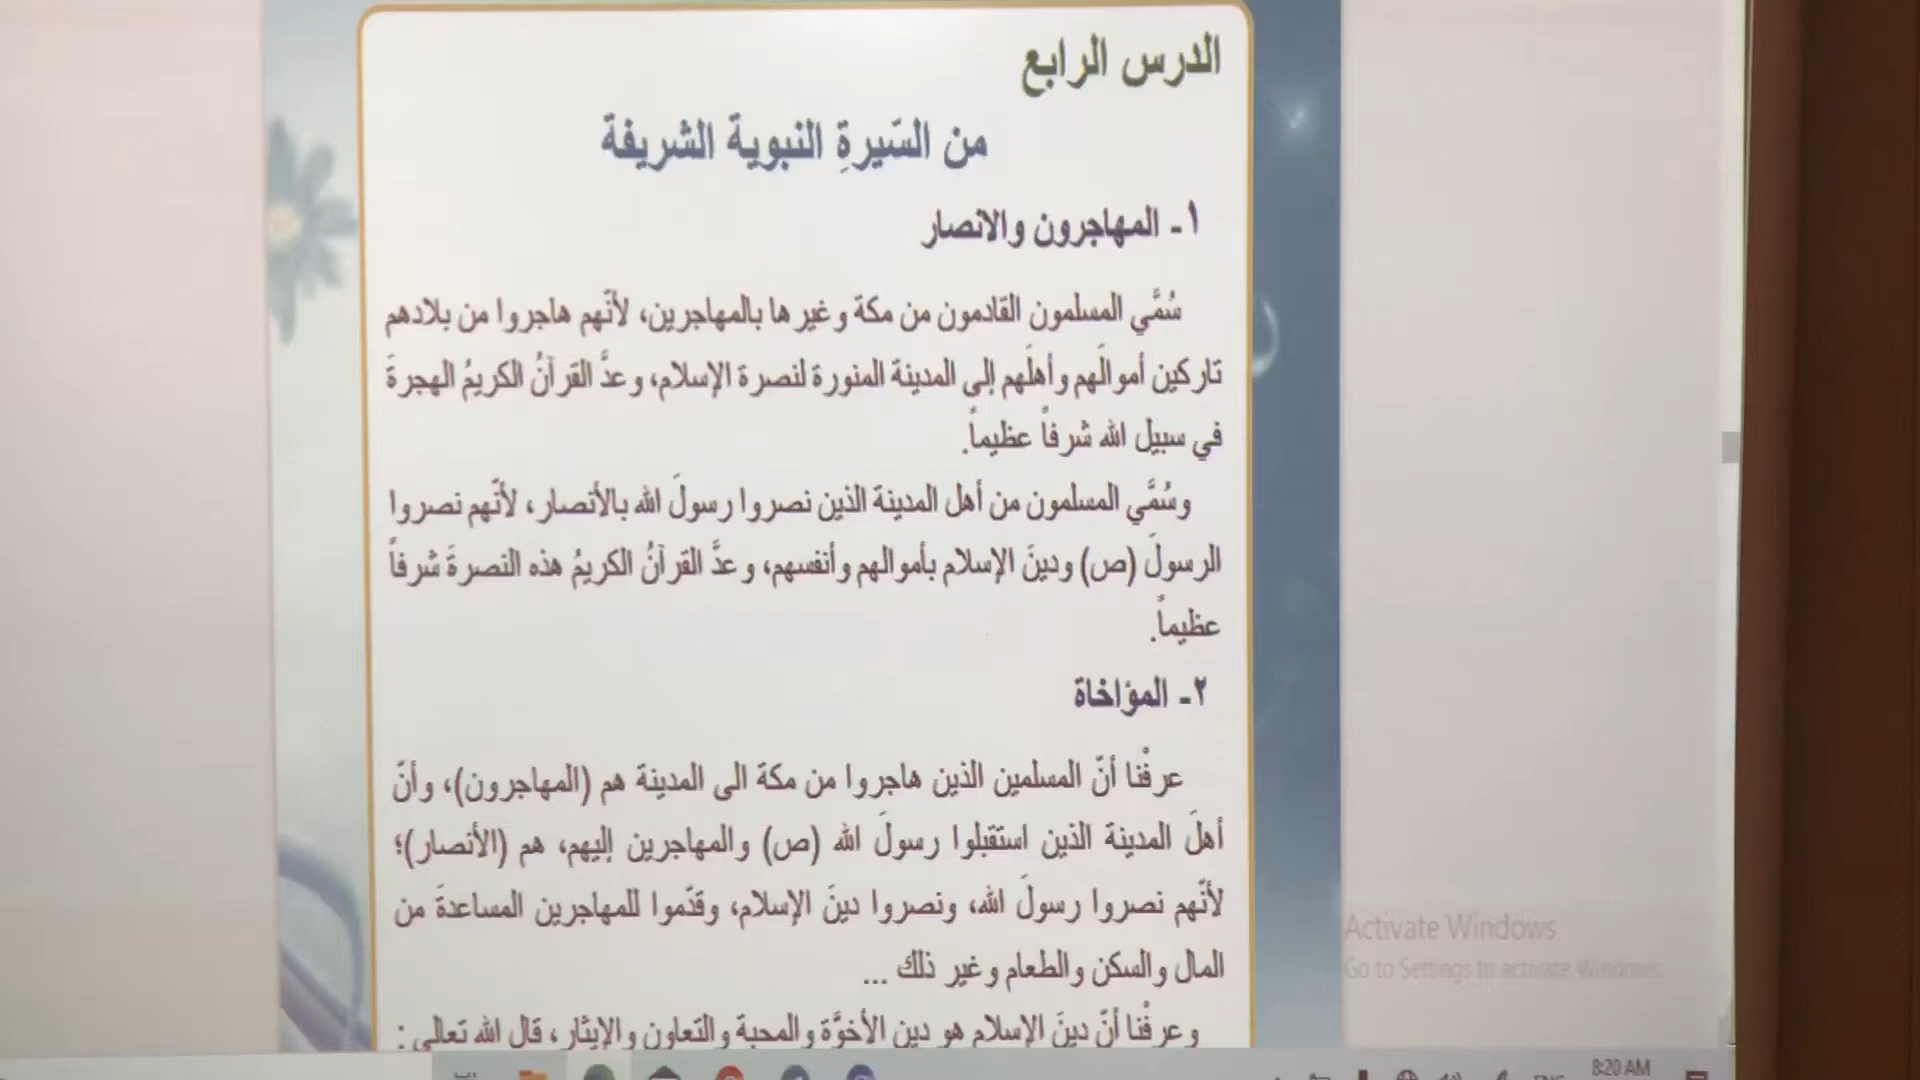 الدرس الرابع
من السّيرةِ النبوية الشريفة
١- المهاجرون والانصار
سُمَّي المسلمون القادمون من مكة وغيرها بالمهاجرين، لأنّهم هاجروا من بلادهم
تاركين أموالَهم وأهلَهم إلى المدينة المنورة لنصرة الإسلام، وعدَّ القرآنُ الكريمُ الهجرةَ
في سبيل الله شرفاً عظيماً.
وسُمَّي المسلمون من أهل المدينة الذين نصروا رسولَ الله بالأنصار، لأنّهم نصروا
الرسولَ (ص) ودينَ الإسلام بأموالهم وأنفسهم، وعدَّ القرآنُ الكريمُ هذه النصرةَ شرفاً
عظيماً.
٢- المؤاخاة
عرفْنا أنّ المسلمين الذين هاجروا من مكة الى المدينة هم (المهاجرون)، وأنّ
أهلَ المدينة الذين استقبلوا رسولَ الله (ص) والمهاجرين إليهم، هم (الأنصار)؛
لأنّهم نصروا رسولَ الله، ونصروا دينَ الإسلام، وقدّموا للمهاجرين المساعدةَ من
المال والسكن والطعام وغير ذلك ...
وعرفْنا أنّ دينَ الإسلام هو دين الأخوَّة والمحبة والتعاون والإيثار، قال الله تعالى :
Activate Windows
Go to Settings to activate Windows.
8:20 AM
ENG